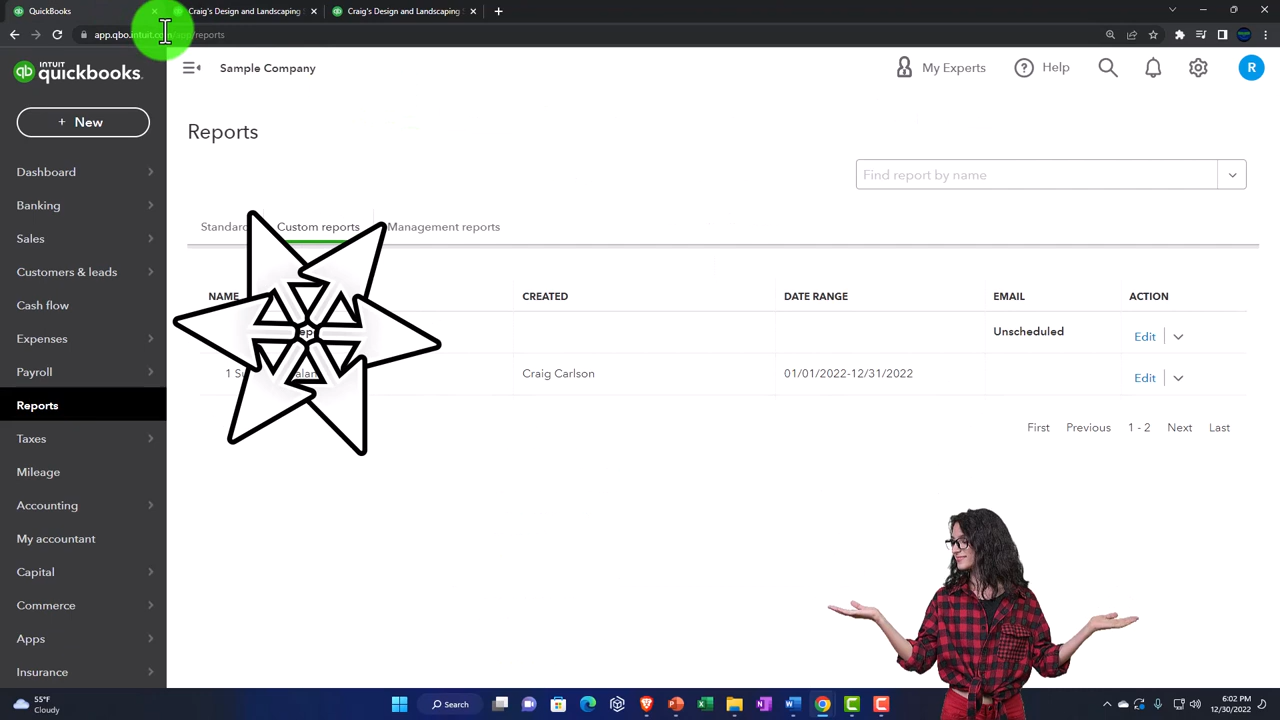 QuickBooks
Craig's Design and Landscaping
Craig's Design and Landscaping
app.qbo.intuit.com/app/reports
INTUIT
quickbooks.
Sample Company
My Experts
Help
R
+ New
Reports
Find report by name
Dashboard
Banking
Sales
Customers & leads
Cash flow
Expenses
Payroll
Reports
Taxes
Mileage
Accounting
My accountant
Capital
Commerce
Apps
Insurance
Custom reports
Management reports
NAME
CREATED
DATE RANGE
EMAIL
ACTION
Unscheduled
Edit
Craig Carlson
01/01/2022-12/31/2022
Edit
First
Previous
1 - 2
Next
Last
55°F
Cloudy
Search
6:02 PM
12/30/2022